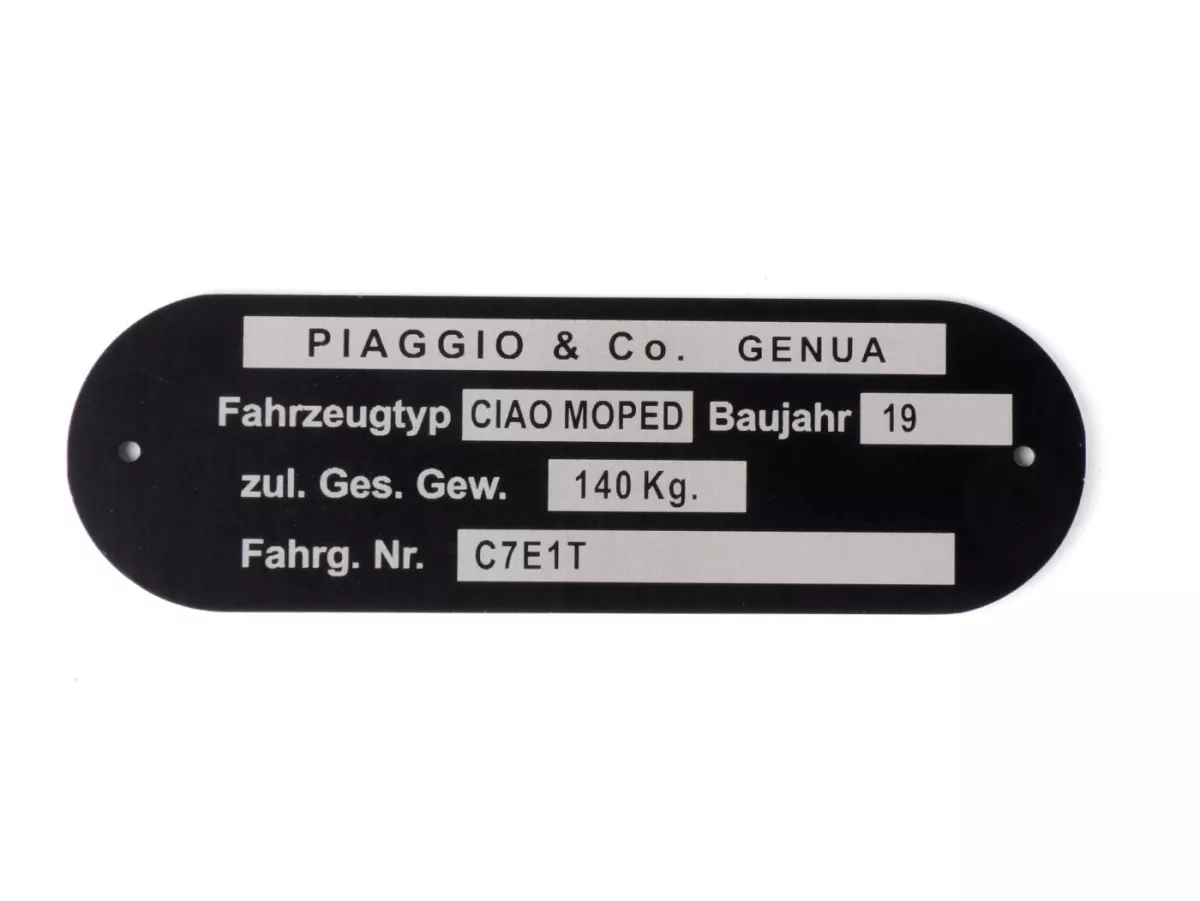 PIAGGIO & Co. GENUA
Fahrzeugtyp CIAO MOPED Baujahr 19
zul. Ges. Gew. 140 Kg.
Fahrg. Nr. C7E1T